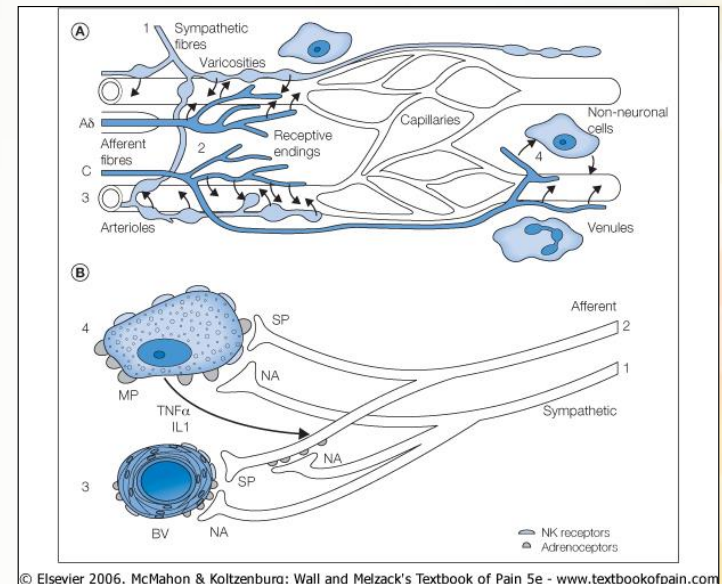 A
1
Sympathetic
fibres
Varicosities
Aδ
Afferent
fibres
2
Receptive
endings
Capillaries
Non-neuronal
cells
4
C
3
Arterioles
Venules
B
4
SP
Afferent
2
NA
1
MP
TNFα
IL1
Sympathetic
NA
SP
3
BV
NA
NK receptors
Adrenoceptors
© Elsevier 2006. McMahon & Koltzenburg: Wall and Melzack's Textbook of Pain 5e - www.textbookofpain.com